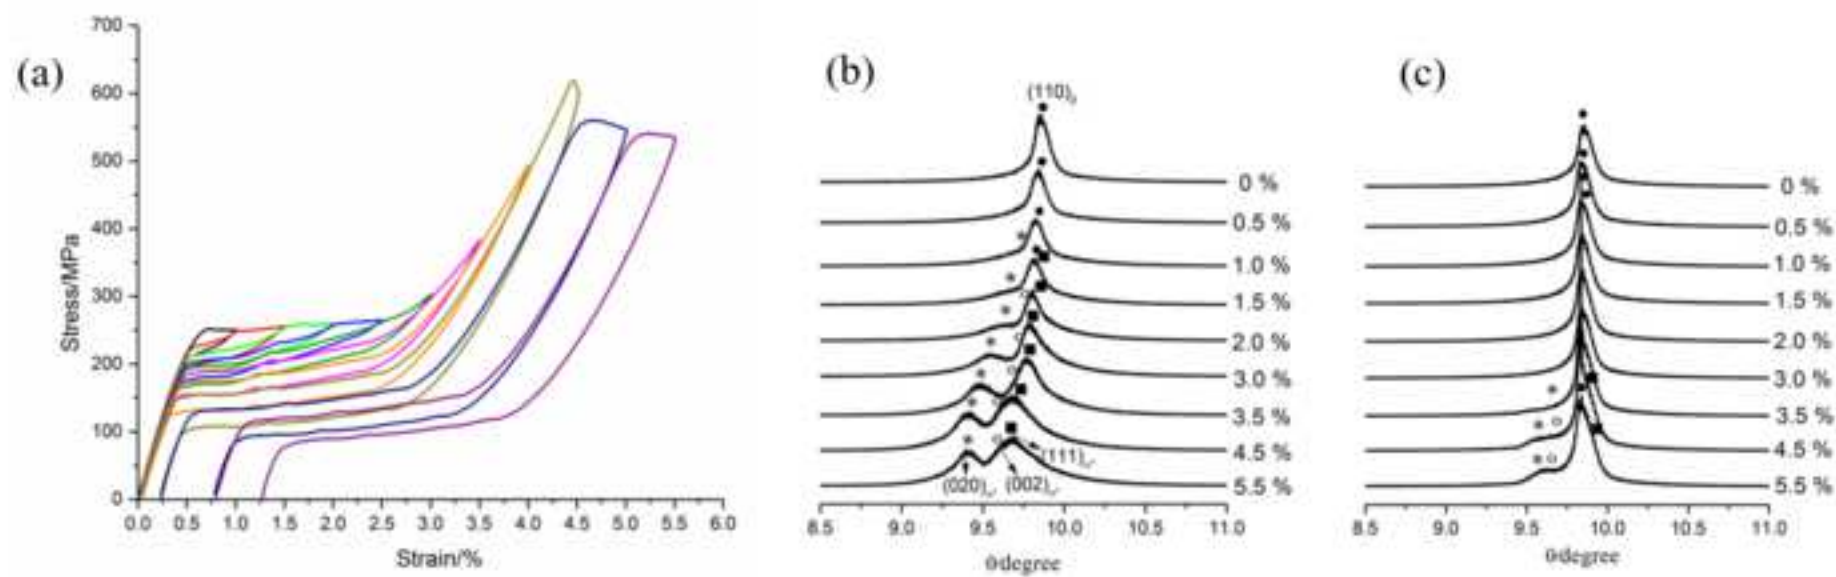 (a)
700
600
500
400
300
200
100
0
Stress/MPa
0.0 0.5 1.0 1.5 2.0 2.5 3.0 3.5 4.0 4.5 5.0 5.5 6.0
Strain/%
(b)
(110)
0 %
0.5 %
1.0 %
1.5 %
2.0 %
3.0 %
3.5 %
4.5 %
5.5 %
(111)
(020) (002)
8.5 9.0 9.5 10.0 10.5 11.0
θdegree
(c)
0 %
0.5 %
1.0 %
1.5 %
2.0 %
3.0 %
3.5 %
4.5 %
5.5 %
8.5 9.0 9.5 10.0 10.5 11.0
θdegree